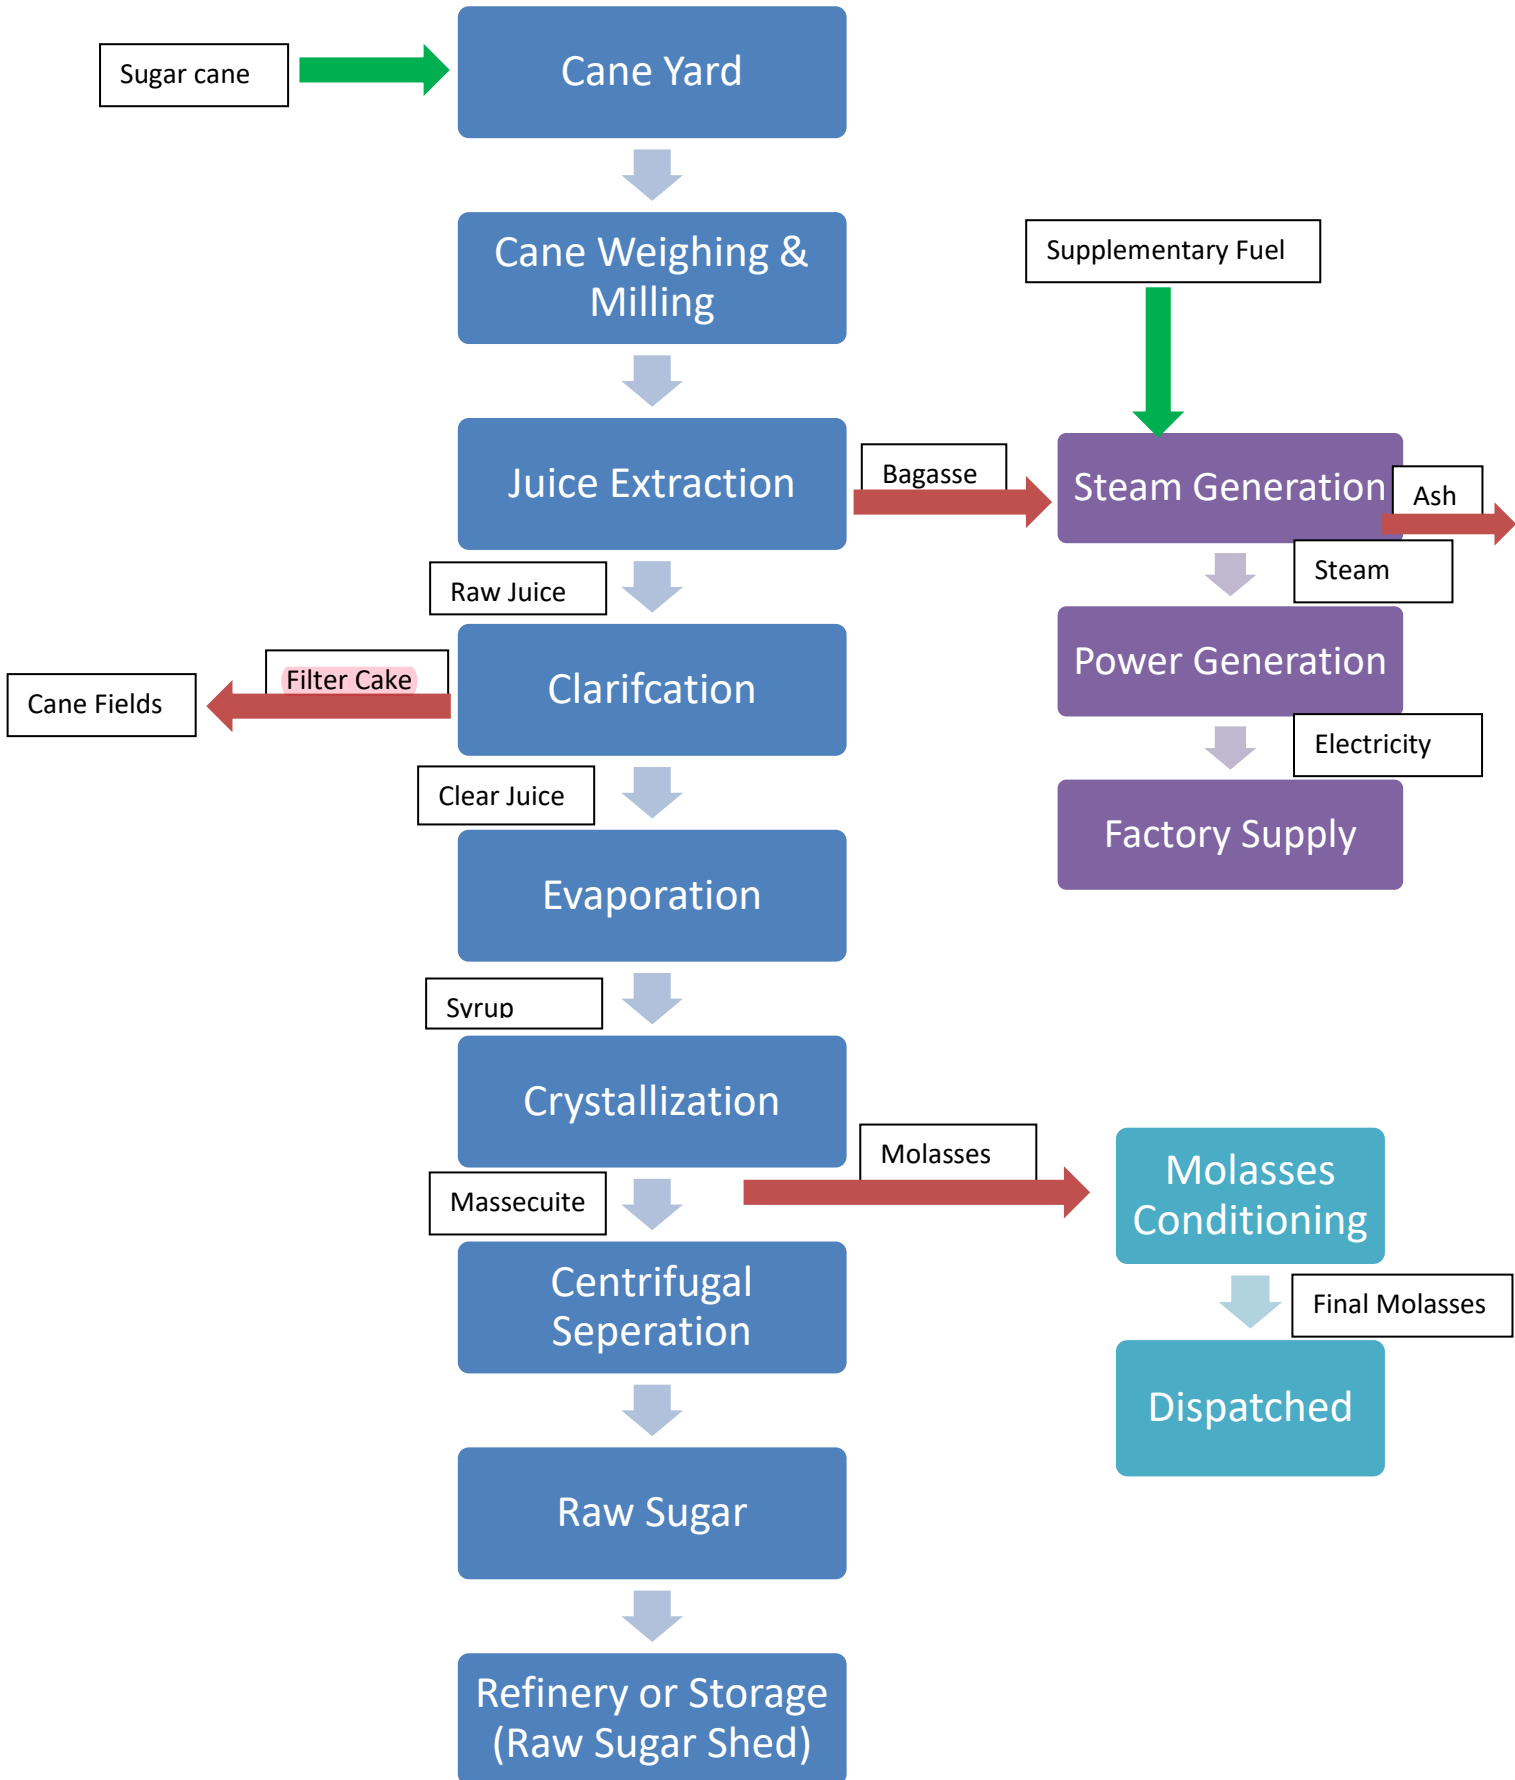 Sugar cane
Cane Yard
Cane Weighing &
Milling
Supplementary Fuel
Juice Extraction
Bagasse
Steam Generation
Ash
Raw Juice
Steam
Filter Cake
Cane Fields
Clarifcation
Power Generation
Clear Juice
Electricity
Evaporation
Factory Supply
Syrup
Crystallization
Molasses
Molasses
Conditioning
Massecuite
Centrifugal
Seperation
Final Molasses
Dispatched
Raw Sugar
Refinery or Storage
(Raw Sugar Shed)